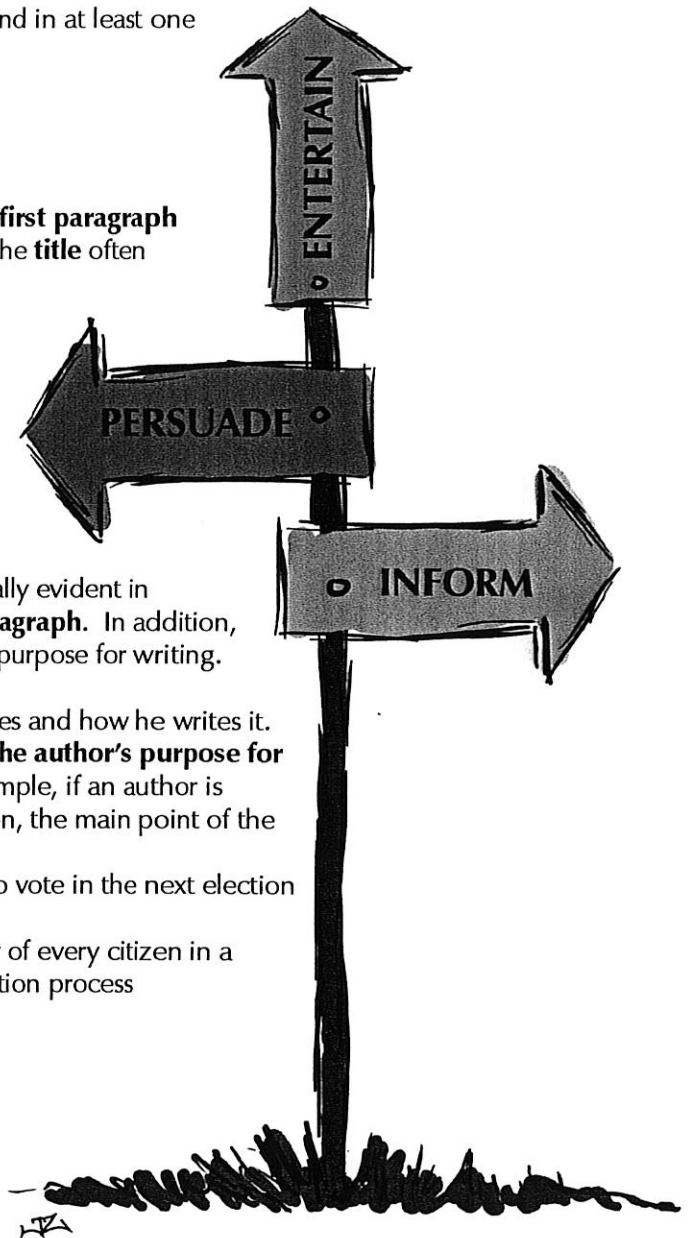 nd in at least one
ENTERTAIN
first paragraph
he title often
PERSUADE
INFORM
ally evident in
agraph. In addition,
purpose for writing.
es and how he writes it.
he author's purpose for
mple, if an author is
on, the main point of the
o vote in the next election
of every citizen in a
tion process